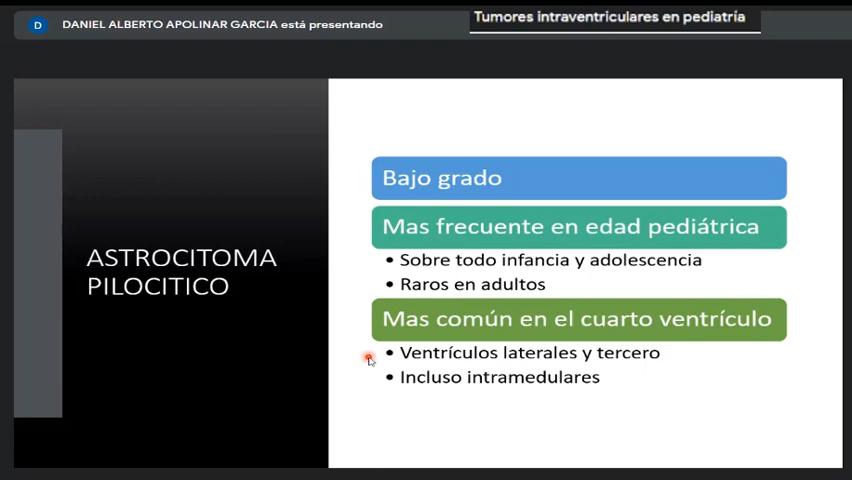 D
DANIEL ALBERTO APOLINAR GARCIA está presentando
Tumores intraventriculares en pediatría
ASTROCITOMA
PILOCITICO
Bajo grado
Mas frecuente en edad pediátrica
• Sobre todo infancia y adolescencia
• Raros en adultos
Mas común en el cuarto ventrículo
• Ventrículos laterales y tercero
• Incluso intramedulares